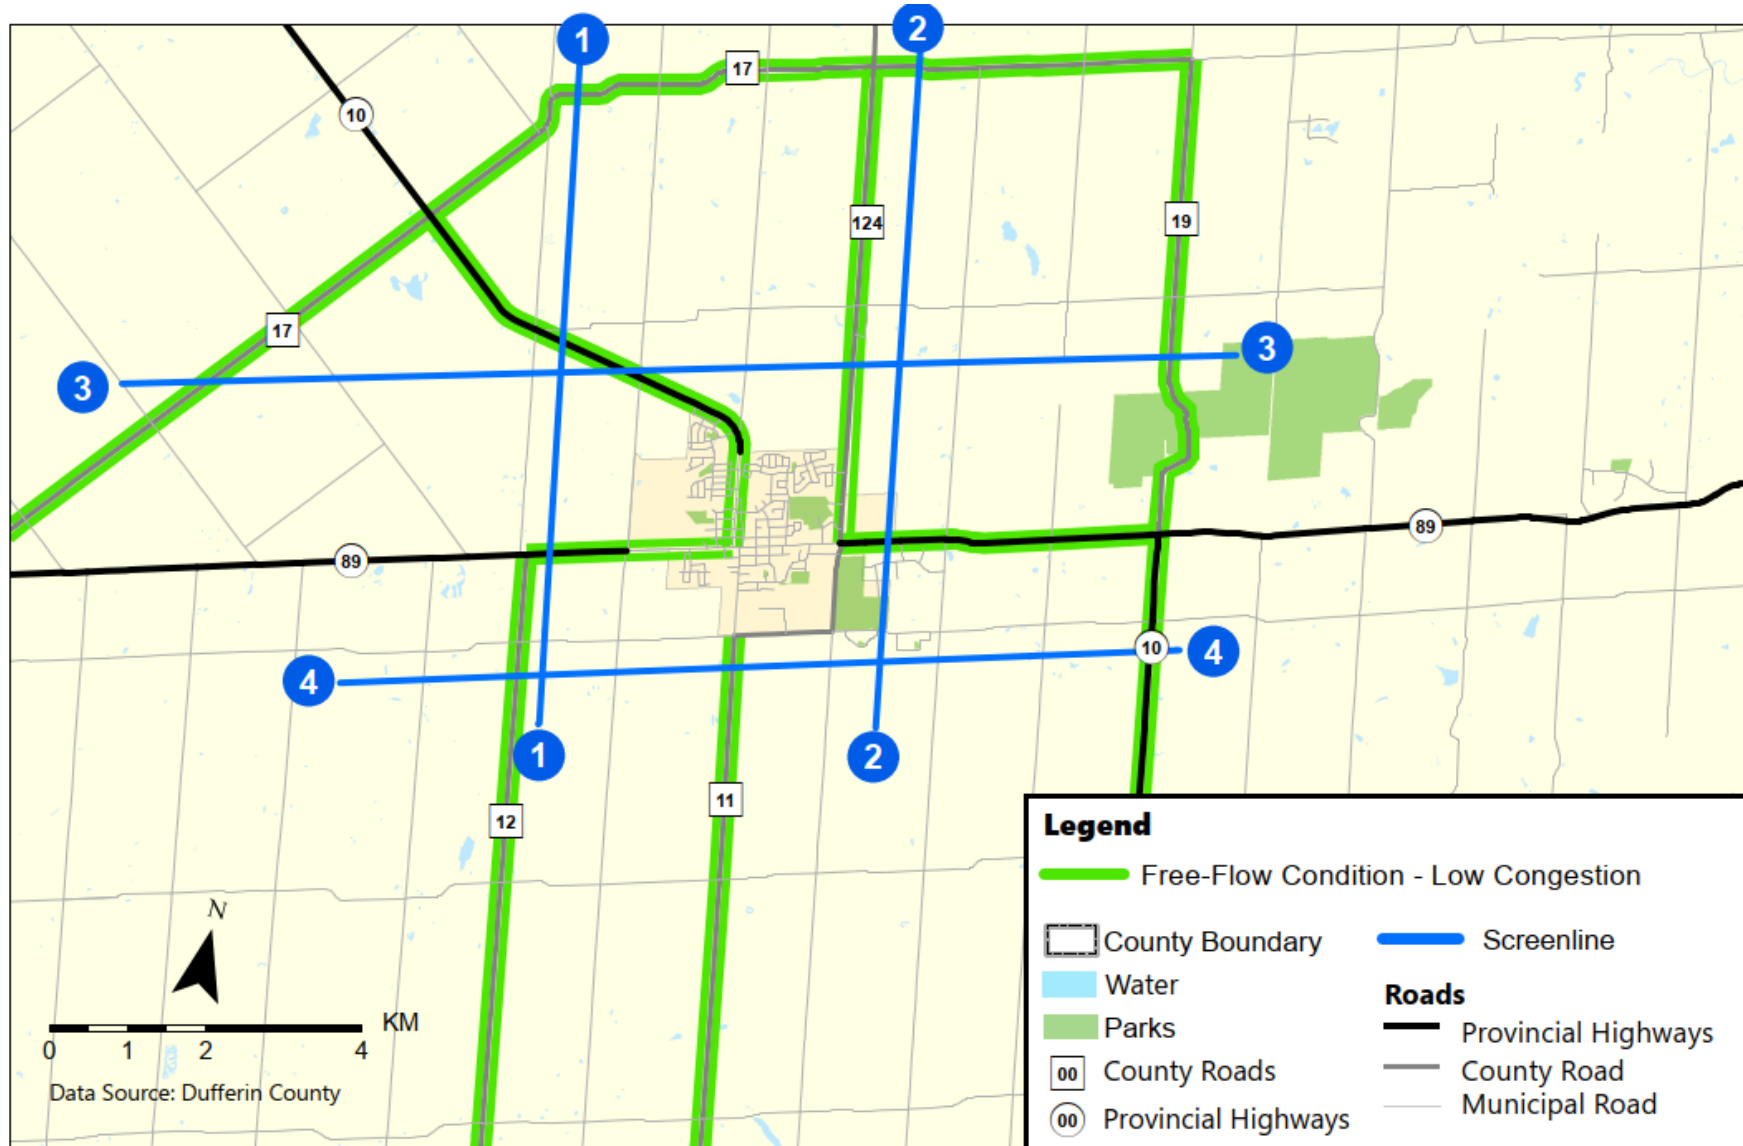 1
2
17
10
124
19
17
3
3
89
89
4
10
4
1
2
12
11
N
KM
0 1 2 4
Data Source: Dufferin County
Legend
Free-Flow Condition - Low Congestion
County Boundary
Screenline
Water
Roads
Parks
Provincial Highways
00 County Roads
County Road
00 Provincial Highways
Municipal Road